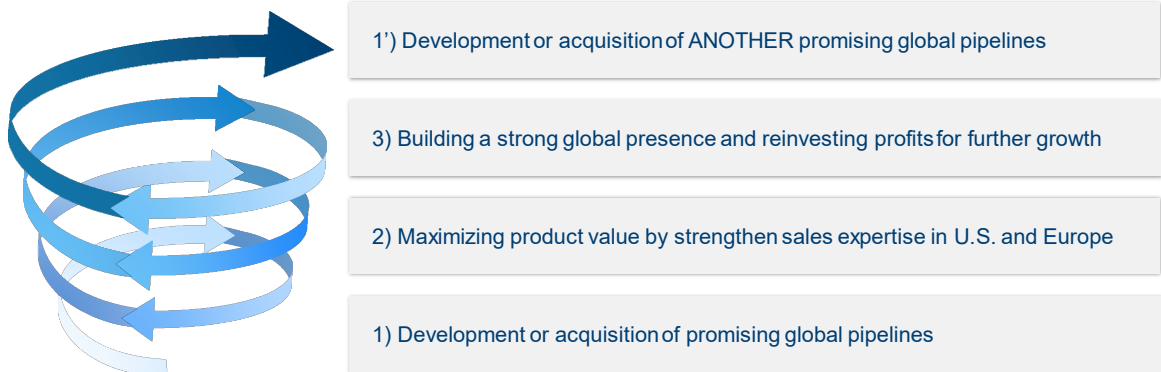 1’) Development or acquisition of ANOTHER promising global pipelines
3) Building a strong global presence and reinvesting profits for further growth
2) Maximizing product value by strengthen sales expertise in U.S. and Europe
1) Development or acquisition of promising global pipelines